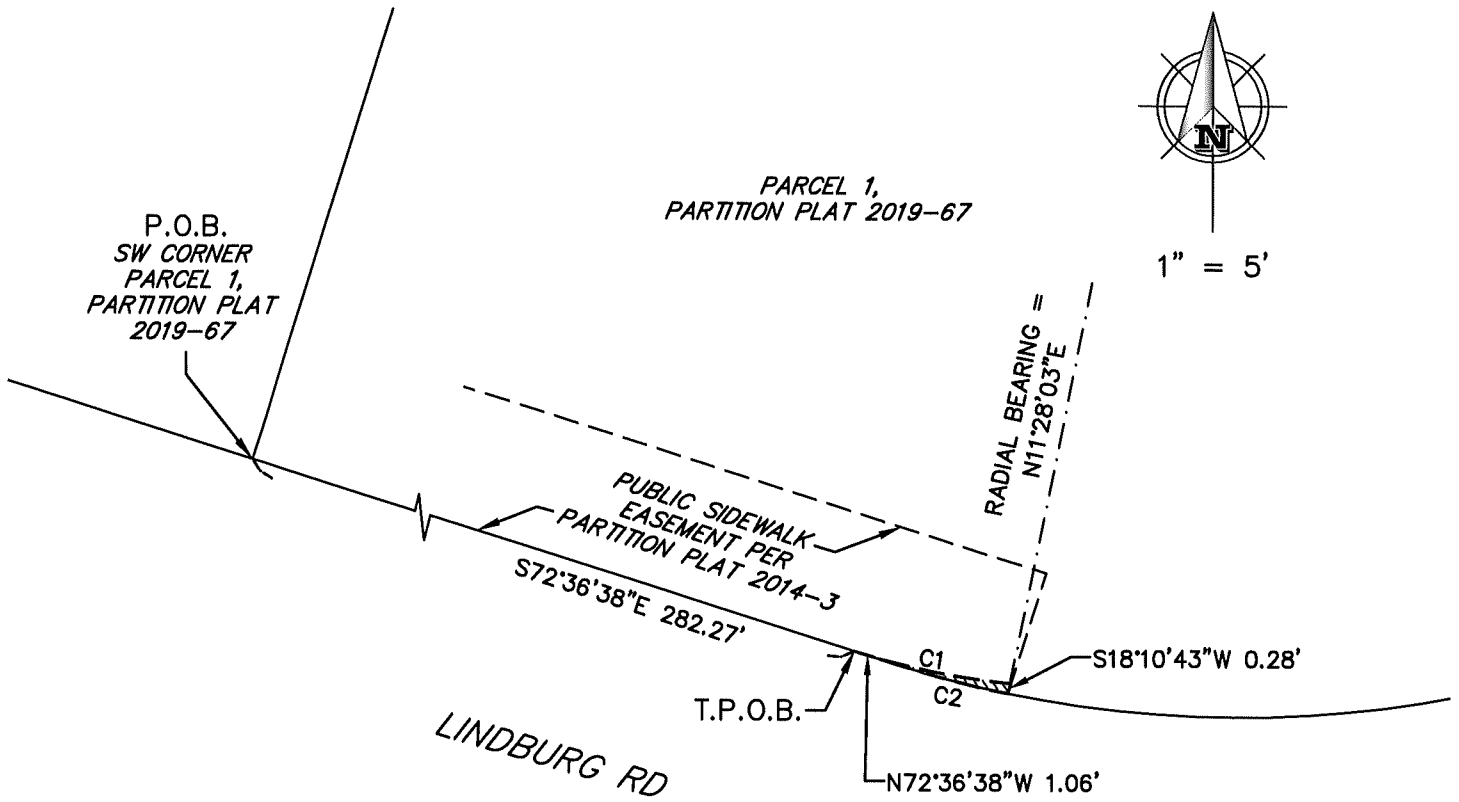 N
1" = 5'
PARCEL 1,
PARTITION PLAT 2019-67
P.O.B.
SW CORNER
PARCEL 1,
PARTITION PLAT
2019-67
RADIAL BEARING =
N11°28'03"E
PUBLIC SIDEWALK
EASEMENT PER
PARTITION PLAT 2014-3
S72°36'38"E 282.27'
C1
C2
S18°10'43"W 0.28'
T.P.O.B.
N72°36'38"W 1.06'
LINDBURG RD